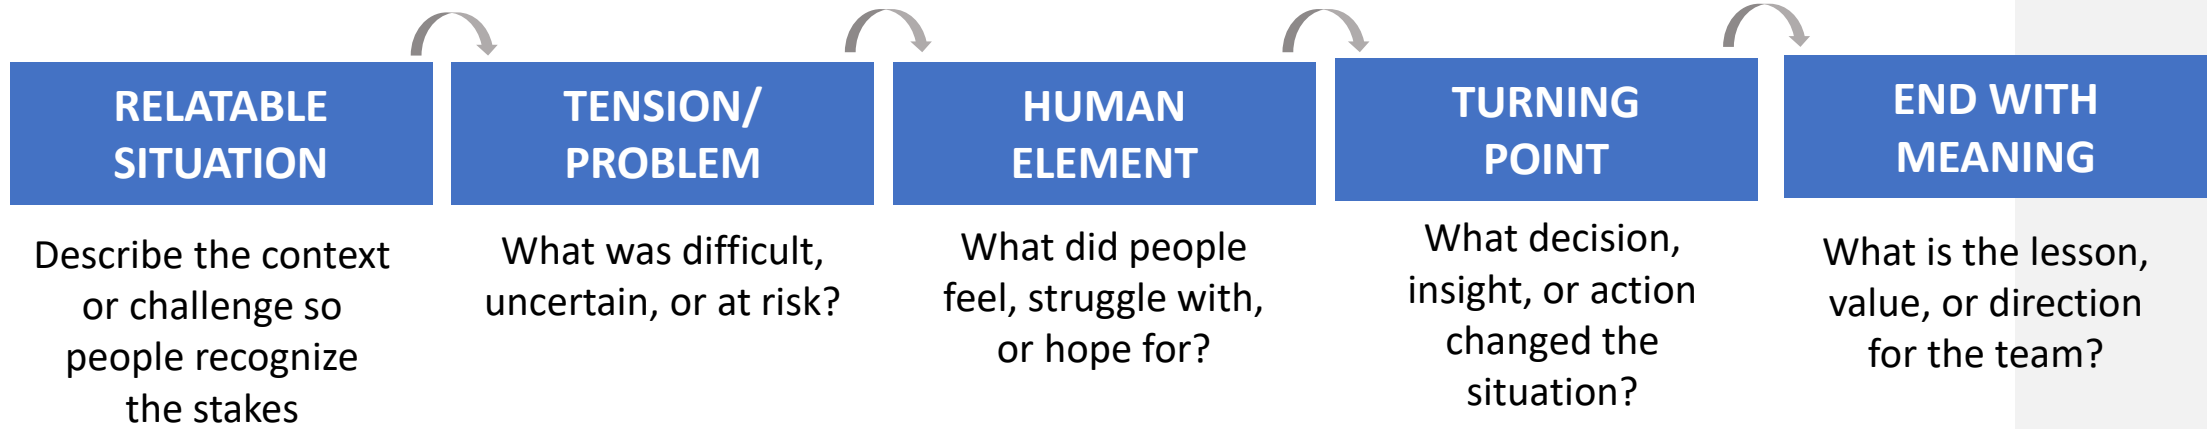 RELATABLE
SITUATION
Describe the context
or challenge so
people recognize
the stakes
TENSION/
PROBLEM
What was difficult,
uncertain, or at risk?
HUMAN
ELEMENT
What did people
feel, struggle with,
or hope for?
TURNING
POINT
What decision,
insight, or action
changed the
situation?
END WITH
MEANING
What is the lesson,
value, or direction
for the team?